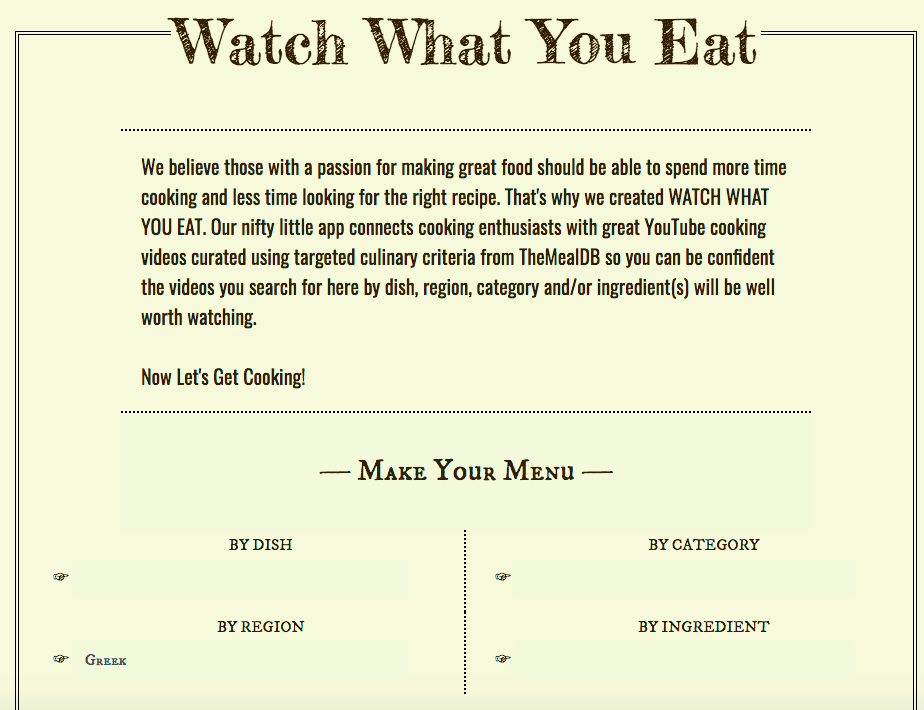 Watch What You Eat
We believe those with a passion for making great food should be able to spend more time
cooking and less time looking for the right recipe. That's why we created WATCH WHAT
YOU EAT. Our nifty little app connects cooking enthusiasts with great YouTube cooking
videos curated using targeted culinary criteria from TheMealDB so you can be confident
the videos you search for here by dish, region, category and/or ingredient(s) will be well
worth watching.
Now Let's Get Cooking!
— Make Your Menu —
BY DISH
BY CATEGORY
☞
☞
BY REGION
BY INGREDIENT
☞ Greek
☞